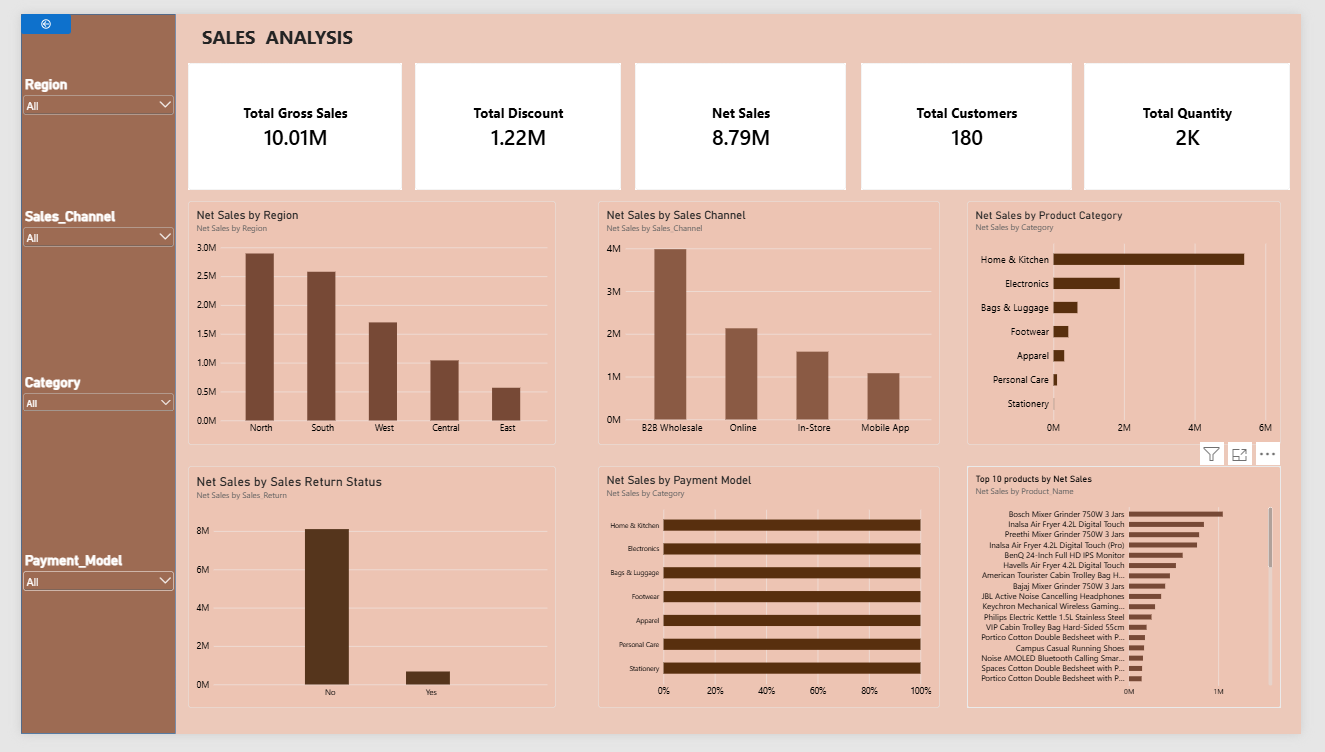 SALES ANALYSIS
Region
All
Sales_Channel
All
Category
All
Payment_Model
All
Total Gross Sales
10.01M
Total Discount
1.22M
Net Sales
8.79M
Total Customers
180
Total Quantity
2K
Net Sales by Region
Net Sales by Region
3.0M
2.5M
2.0M
1.5M
1.0M
0.5M
0.0M
North South West Central East
Net Sales by Sales Channel
Net Sales by Sales_Channel
4M
3M
2M
1M
0M
B2B Wholesale Online In-Store Mobile App
Net Sales by Product Category
Net Sales by Category
Home & Kitchen
Electronics
Bags & Luggage
Footwear
Apparel
Personal Care
Stationery
0M 2M 4M 6M
Net Sales by Sales Return Status
Net Sales by Sales_Return
8M
6M
4M
2M
0M
No Yes
Net Sales by Payment Model
Net Sales by Category
Home & Kitchen
Electronics
Bags & Luggage
Footwear
Apparel
Personal Care
Stationery
0% 20% 40% 60% 80% 100%
Top 10 products by Net Sales
Net Sales by Product_Name
Bosch Mixer Grinder 750W 3 Jars
Inalsa Air Fryer 4.2L Digital Touch
Preethi Mixer Grinder 750W 3 Jars
Inalsa Air Fryer 4.2L Digital Touch (Pro)
BenQ 24-Inch Full HD IPS Monitor
Havells Air Fryer 4.2L Digital Touch
American Tourister Cabin Trolley Bag H...
Bajaj Mixer Grinder 750W 3 Jars
JBL Active Noise Cancelling Headphones
Keychron Mechanical Wireless Gaming...
Philips Electric Kettle 1.5L Stainless Steel
VIP Cabin Trolley Bag Hard-Sided 55cm
Portico Cotton Double Bedsheet with P...
Campus Casual Running Shoes
Noise AMOLED Bluetooth Calling Smar...
Spaces Cotton Double Bedsheet with P...
Portico Cotton Double Bedsheet with P...
0M 1M